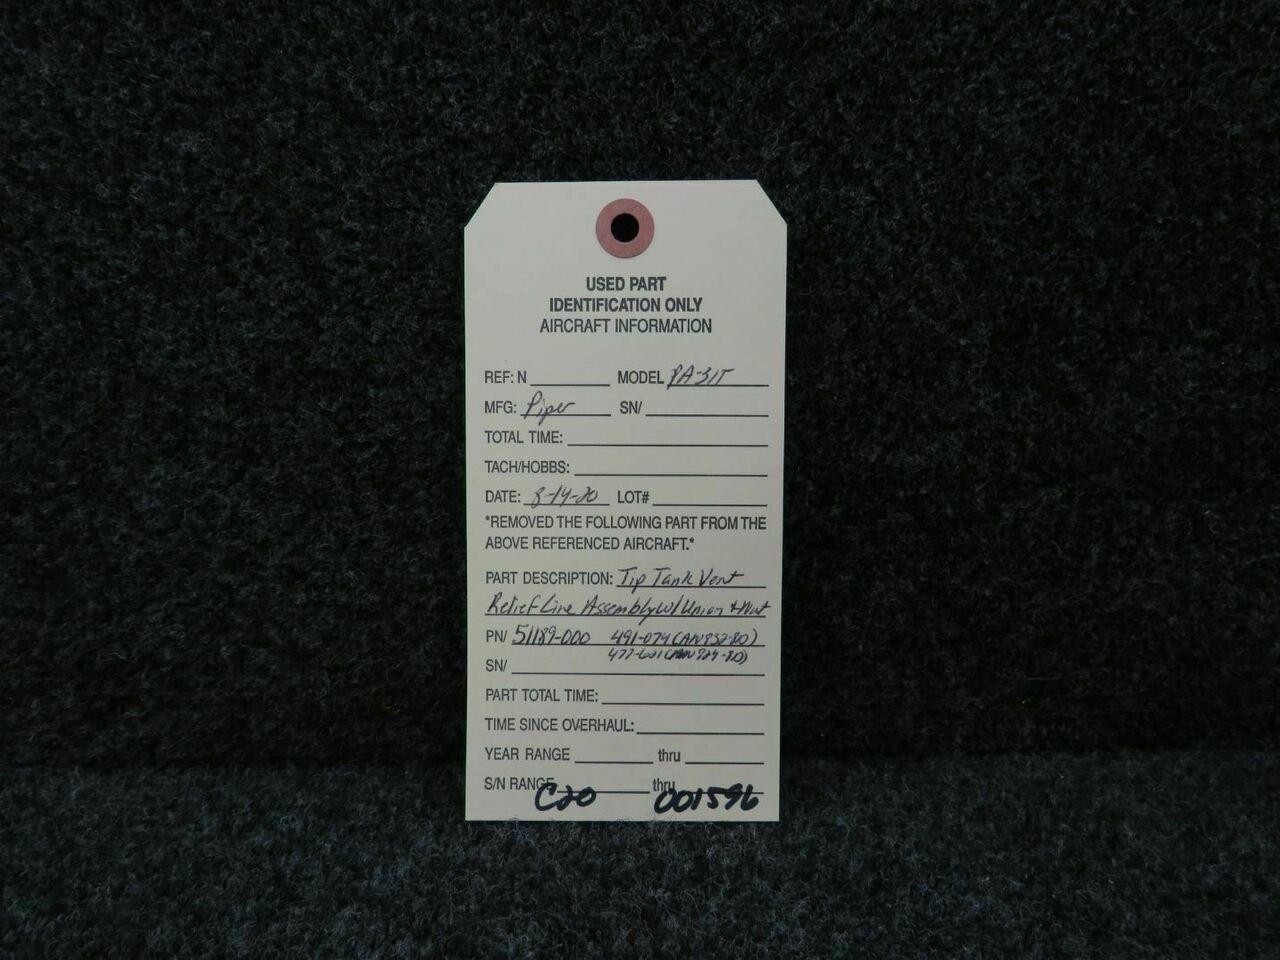 USED PART
IDENTIFICATION ONLY
AIRCRAFT INFORMATION
REF: N MODEL PA-31T
MFG: Piper SN/
TOTAL TIME:
TACH/HOBBS:
DATE: 8-14-20 LOT#
*REMOVED THE FOLLOWING PART FROM THE
ABOVE REFERENCED AIRCRAFT.*
PART DESCRIPTION: Tip Tank Vent
Relief Line Assembly w/ Union + Nut
PN/ 51189-000 491-074 (AN832-8D)
477-621 (AN924-8D)
SN/
PART TOTAL TIME:
TIME SINCE OVERHAUL:
YEAR RANGE thru
S/N RANGE thru
C20 001596